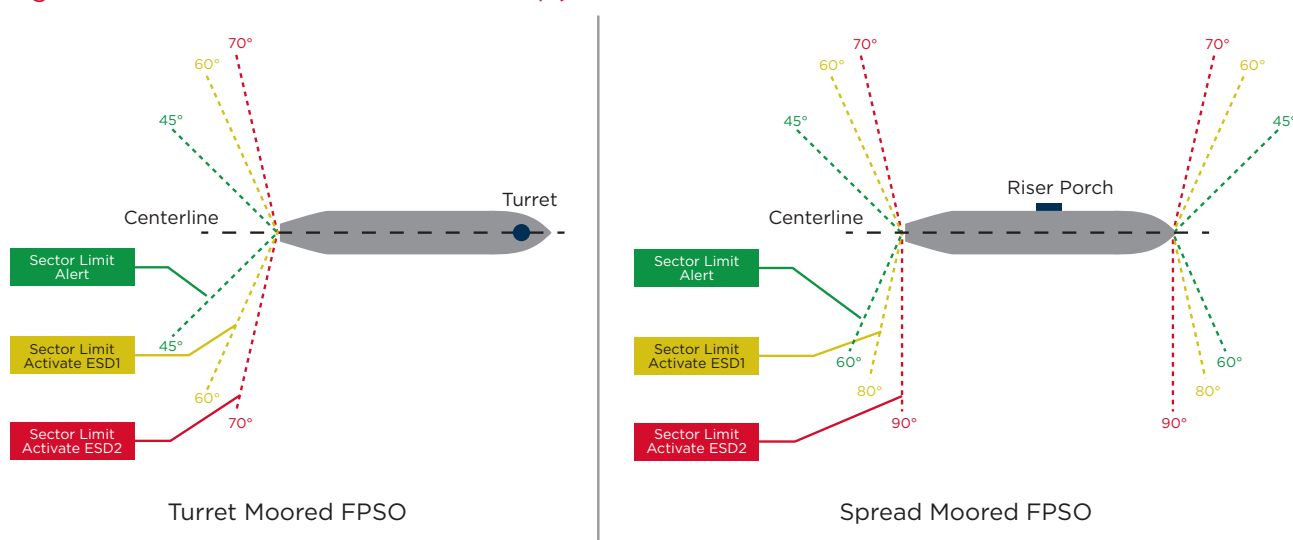 70°
60°
45°
Turret
Centerline
Sector Limit
Alert
45°
Sector Limit
Activate ESD1
60°
70°
Sector Limit
Activate ESD2
Turret Moored FPSO
70°
70°
60°
60°
45°
45°
Riser Porch
Centerline
Sector Limit
Alert
Sector Limit
Activate ESD1
60°
60°
80°
80°
90°
90°
Sector Limit
Activate ESD2
Spread Moored FPSO